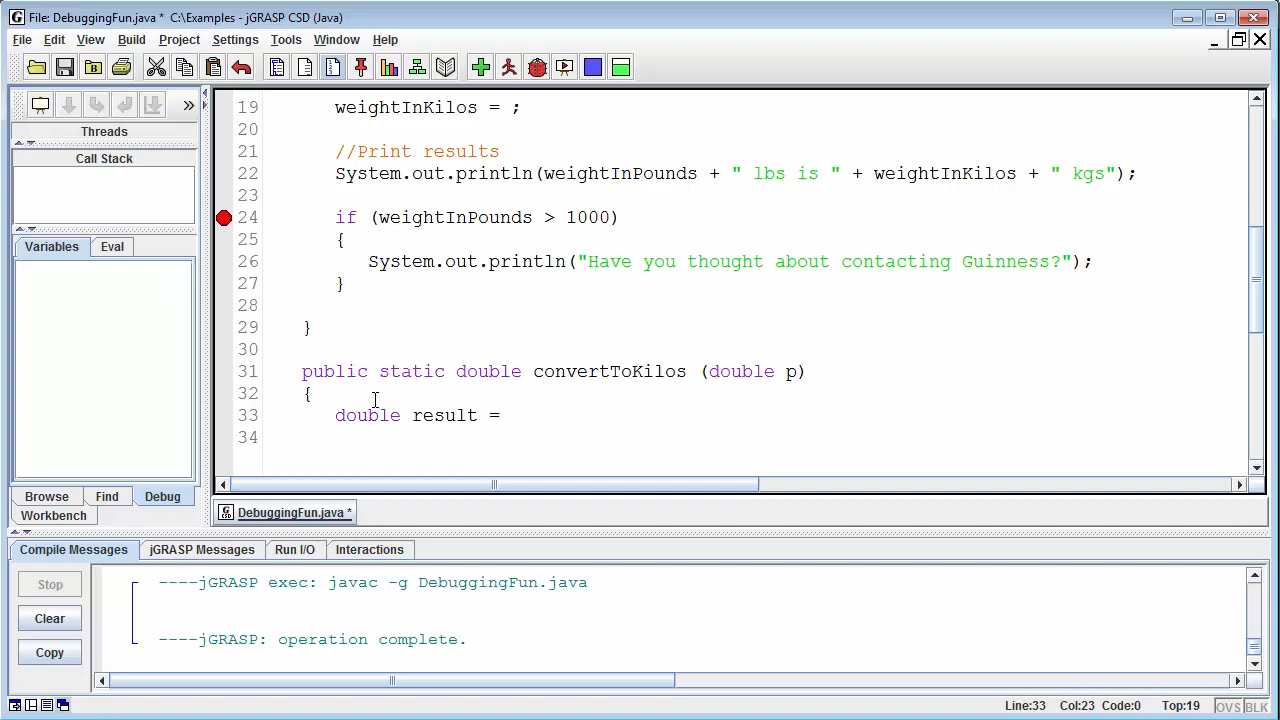 File: DebuggingFun.java * C:\Examples - jGRASP CSD (Java)
File Edit View Build Project Settings Tools Window Help
Threads
Call Stack
Variables Eval
Browse Find Debug
Workbench
19 weightInKilos = ;
20
21 //Print results
22 System.out.println(weightInPounds + " lbs is " + weightInKilos + " kgs");
23
24 if (weightInPounds > 1000)
25 {
26 System.out.println("Have you thought about contacting Guinness?");
27 }
28
29 }
30
31 public static double convertToKilos (double p)
32 {
33 double result =
34
DebuggingFun.java *
Compile Messages jGRASP Messages Run I/O Interactions
Stop
Clear
Copy
----jGRASP exec: javac -g DebuggingFun.java
----jGRASP: operation complete.
Line:33 Col:23 Code:0 Top:19 OVS BLK